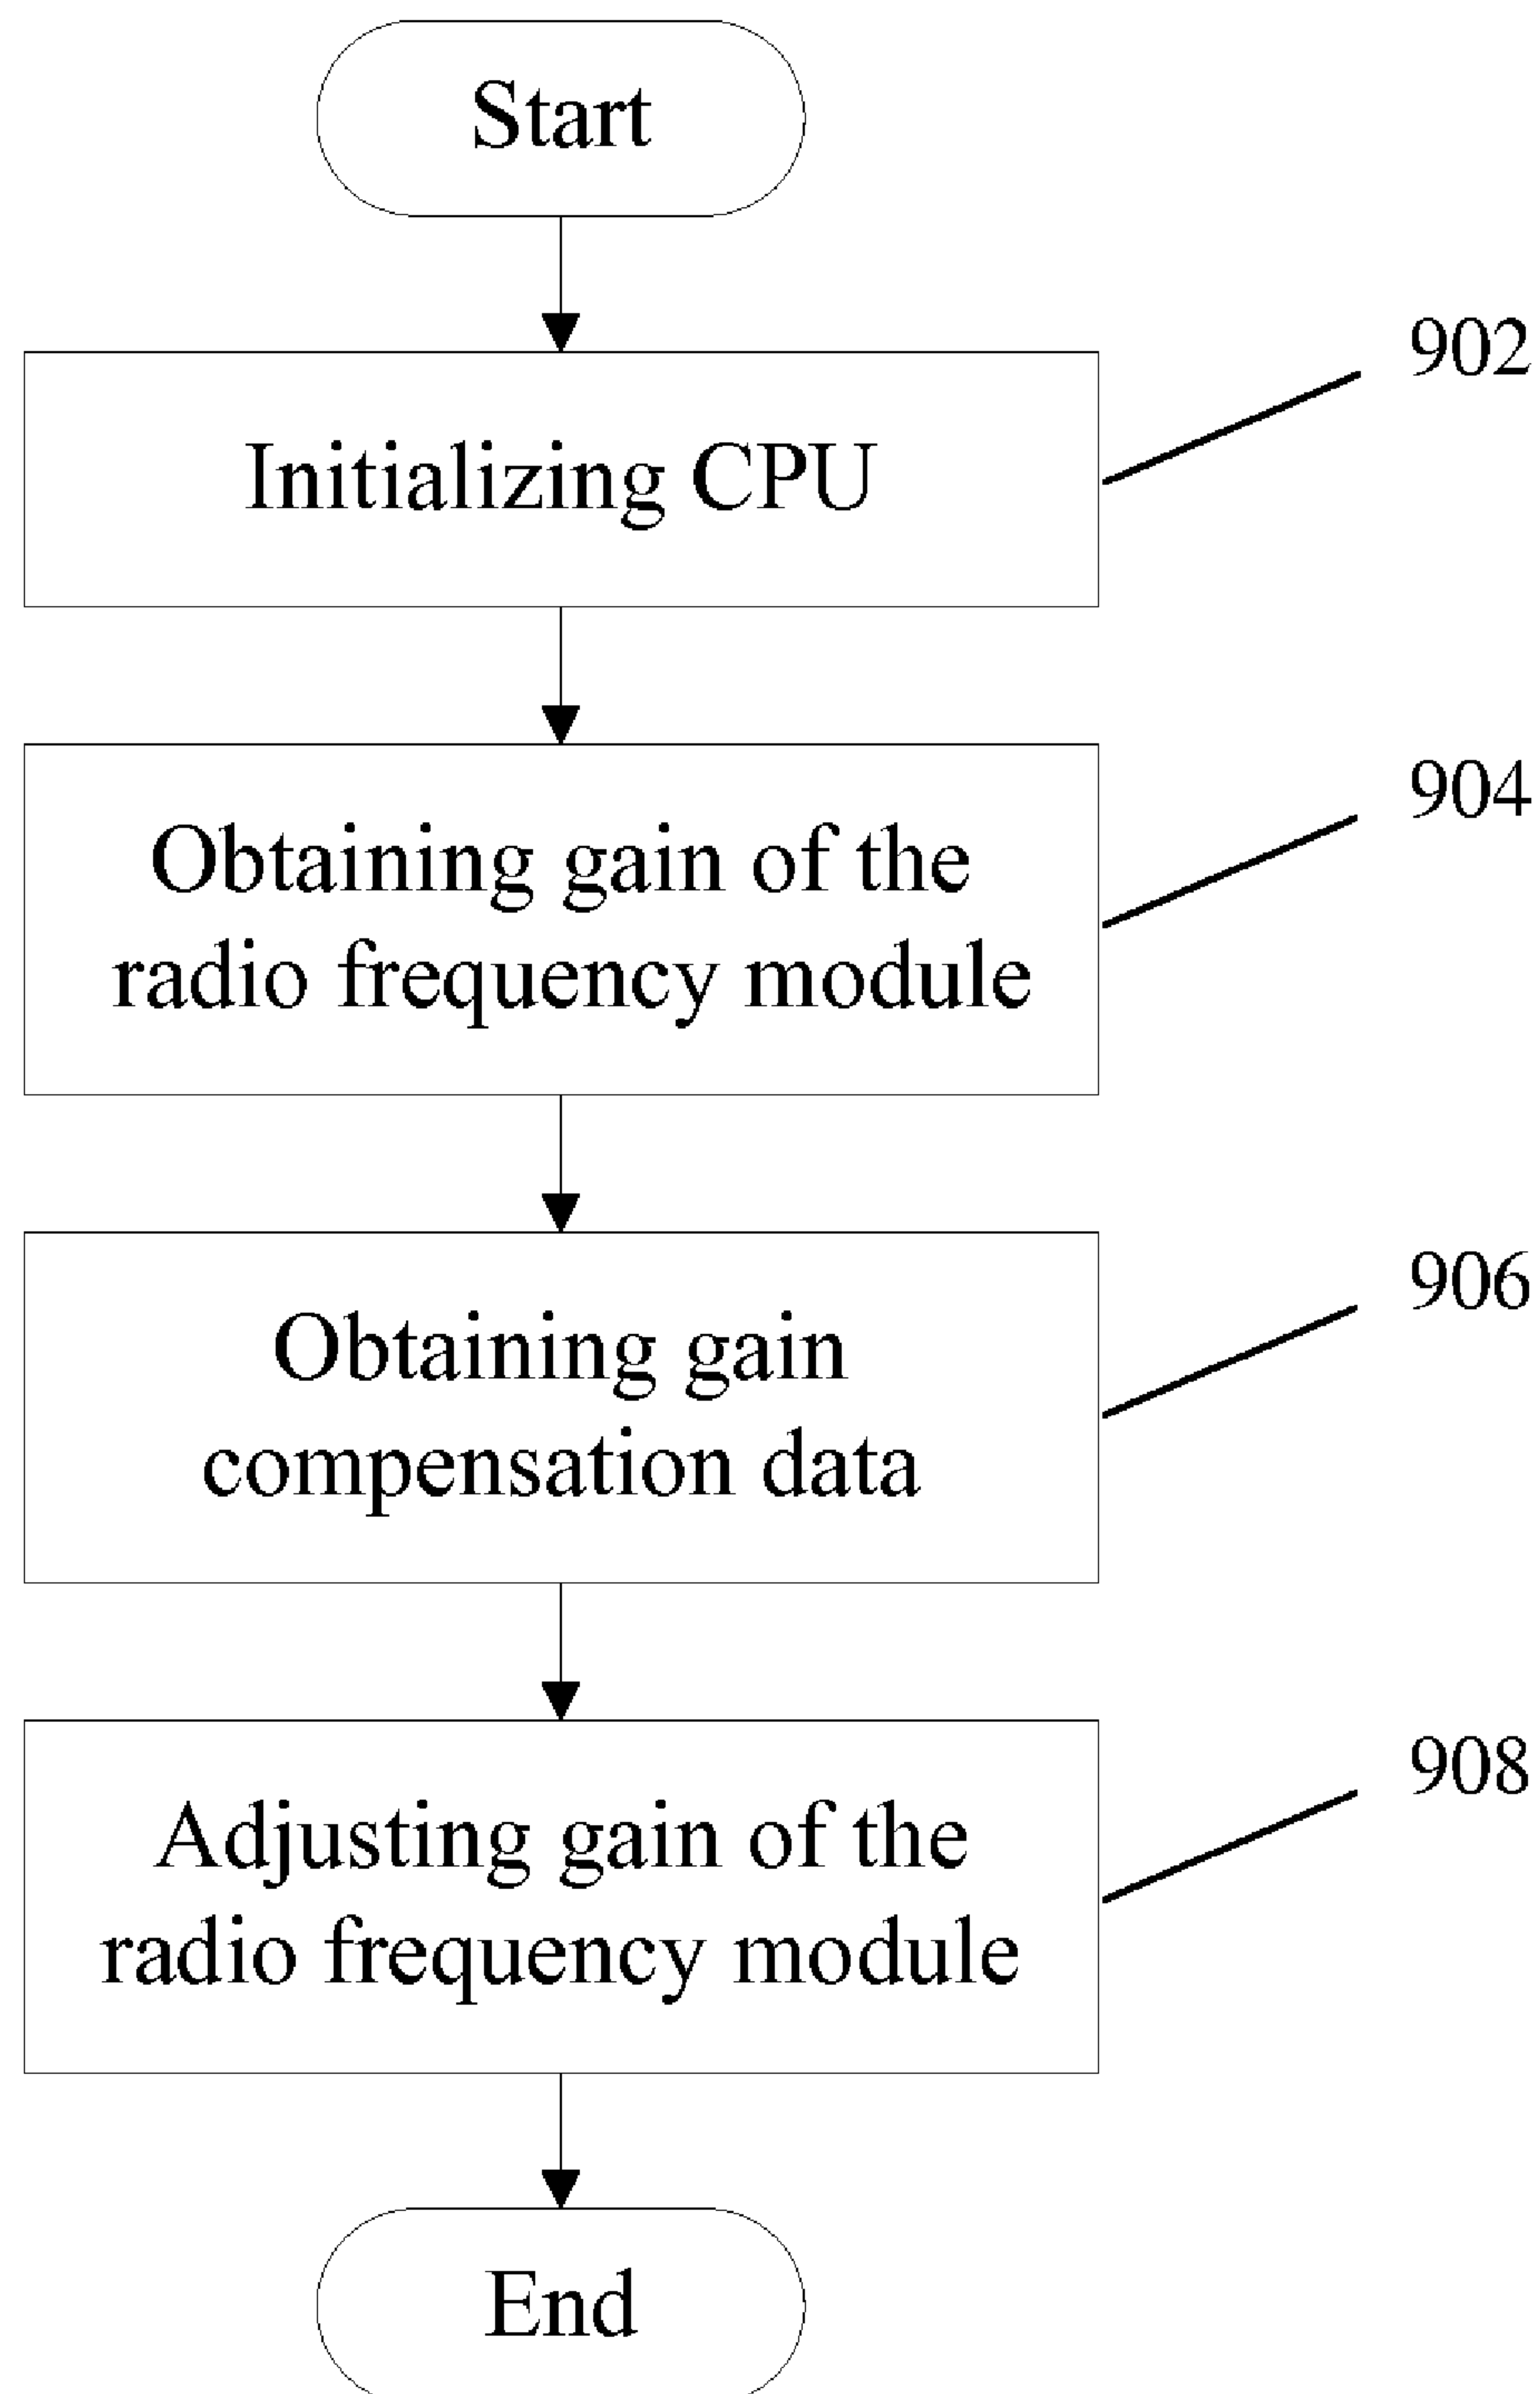 Start
902
Initializing CPU
904
Obtaining gain of the
radio frequency module
906
Obtaining gain
compensation data
908
Adjusting gain of the
radio frequency module
End